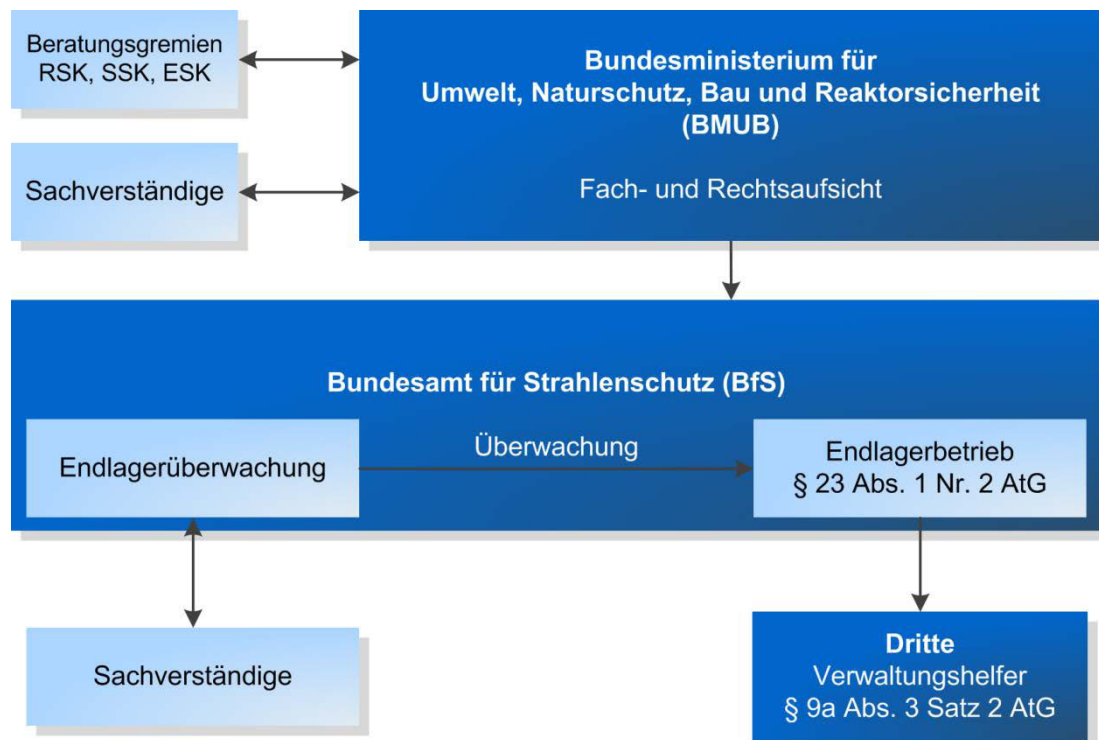 Beratungsgremien
RSK, SSK, ESK
Bundesministerium für
Umwelt, Naturschutz, Bau und Reaktorsicherheit
(BMUB)
Sachverständige
Fach- und Rechtsaufsicht
Bundesamt für Strahlenschutz (BfS)
Endlagerüberwachung
Überwachung
Endlagerbetrieb
§ 23 Abs. 1 Nr. 2 AtG
Sachverständige
Dritte
Verwaltungshelfer
§ 9a Abs. 3 Satz 2 AtG